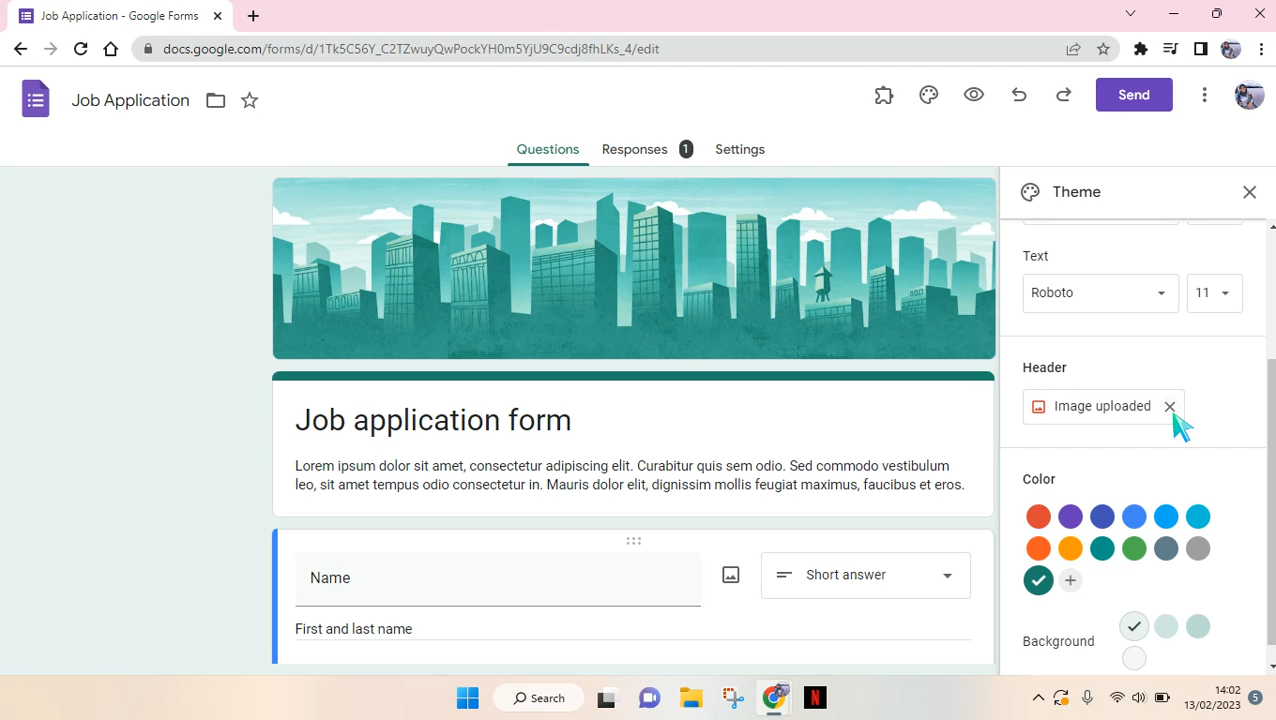 Job Application - Google Forms
docs.google.com/forms/d/1Tk5C56Y_C2TZwuyQwPockYH0m5YjU9C9cdj8fhLKs_4/edit
Job Application
Send
Questions
Responses 1
Settings
Theme
Text
Roboto
11
Header
Image uploaded
Color
Background
Job application form
Lorem ipsum dolor sit amet, consectetur adipiscing elit. Curabitur quis sem odio. Sed commodo vestibulum
leo, sit amet tempus odio consectetur in. Mauris dolor elit, dignissim mollis feugiat maximus, faucibus et eros.
Name
Short answer
First and last name
Search
N
14:02
13/02/2023
5